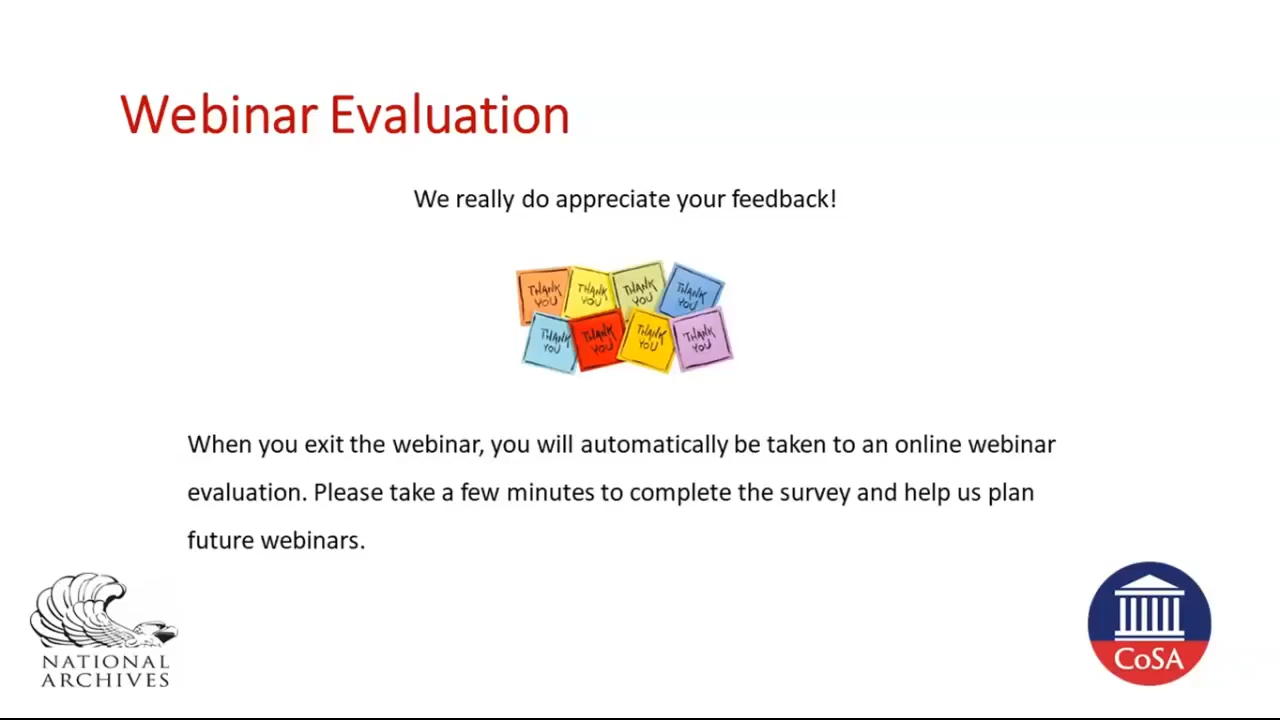 Webinar Evaluation
We really do appreciate your feedback!
THANK YOU
THANK YOU
THANK YOU
THANK YOU
THANK YOU
THANK YOU
THANK YOU
THANK YOU
When you exit the webinar, you will automatically be taken to an online webinar
evaluation. Please take a few minutes to complete the survey and help us plan
future webinars.
NATIONAL
ARCHIVES
CoSA